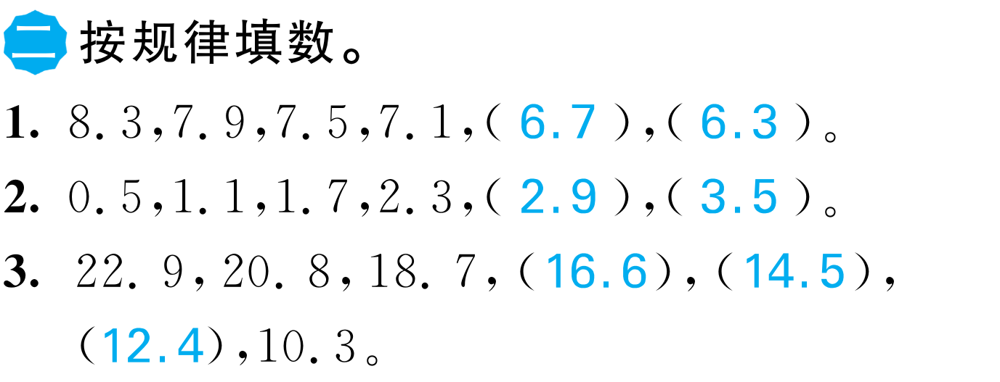 二 按规律填数。
1. 8.3,7.9,7.5,7.1,(6.7),(6.3)。
2. 0.5,1.1,1.7,2.3,(2.9),(3.5)。
3. 22.9,20.8,18.7,(16.6),(14.5),
(12.4),10.3。